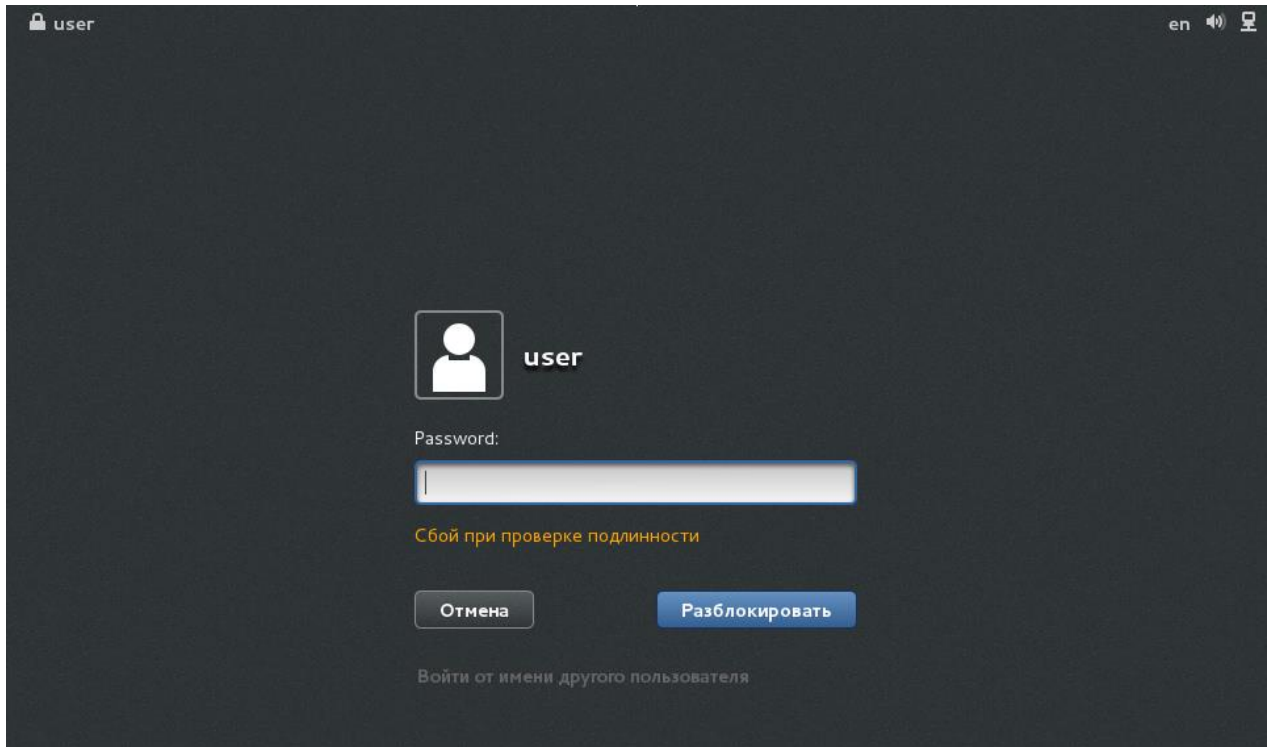 user
en
user
Password:
Сбой при проверке подлинности
Отмена
Разблокировать
Войти от имени другого пользователя